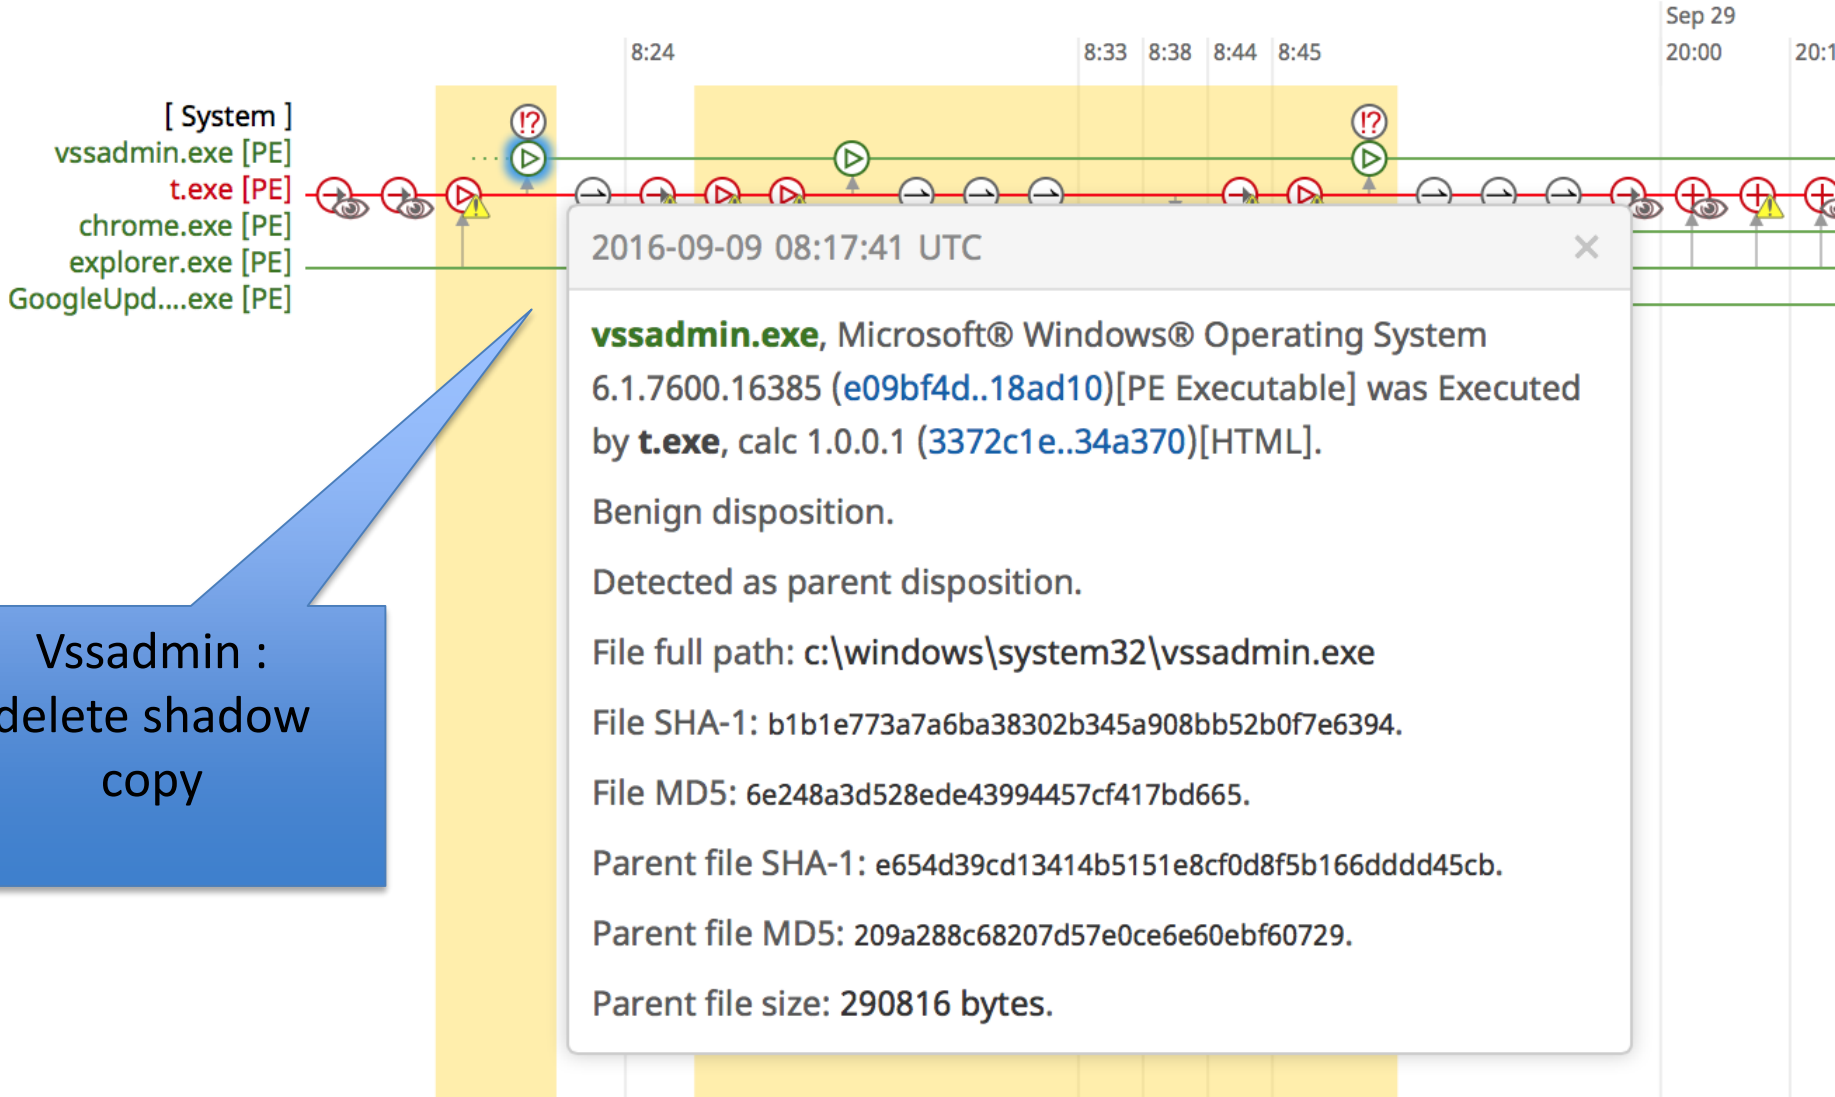 Sep 29
8:24 8:33 8:38 8:44 8:45 20:00 20:1
[ System ]
vssadmin.exe [PE]
t.exe [PE]
chrome.exe [PE]
explorer.exe [PE]
GoogleUpd....exe [PE]
!? !?
2016-09-09 08:17:41 UTC
vssadmin.exe, Microsoft® Windows® Operating System
6.1.7600.16385 (e09bf4d..18ad10)[PE Executable] was Executed
by t.exe, calc 1.0.0.1 (3372c1e..34a370)[HTML].
Benign disposition.
Detected as parent disposition.
File full path: c:\windows\system32\vssadmin.exe
File SHA-1: b1b1e773a7a6ba38302b345a908bb52b0f7e6394.
File MD5: 6e248a3d528ede43994457cf417bd665.
Parent file SHA-1: e654d39cd13414b5151e8cf0d8f5b166dddd45cb.
Parent file MD5: 209a288c68207d57e0ce6e60ebf60729.
Parent file size: 290816 bytes.
Vssadmin :
delete shadow
copy